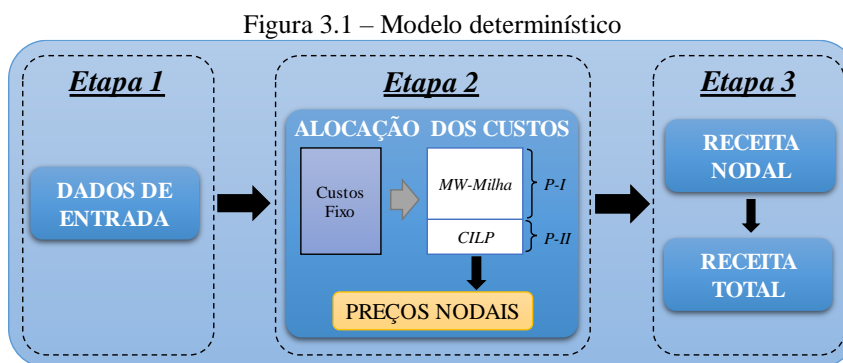 Figura 3.1 – Modelo determinístico
Etapa 1
DADOS DE
ENTRADA
Etapa 2
ALOCAÇÃO DOS CUSTOS
Custos
Fixo
MW-Milha
P-I
CILP
P-II
PREÇOS NODAIS
Etapa 3
RECEITA
NODAL
RECEITA
TOTAL